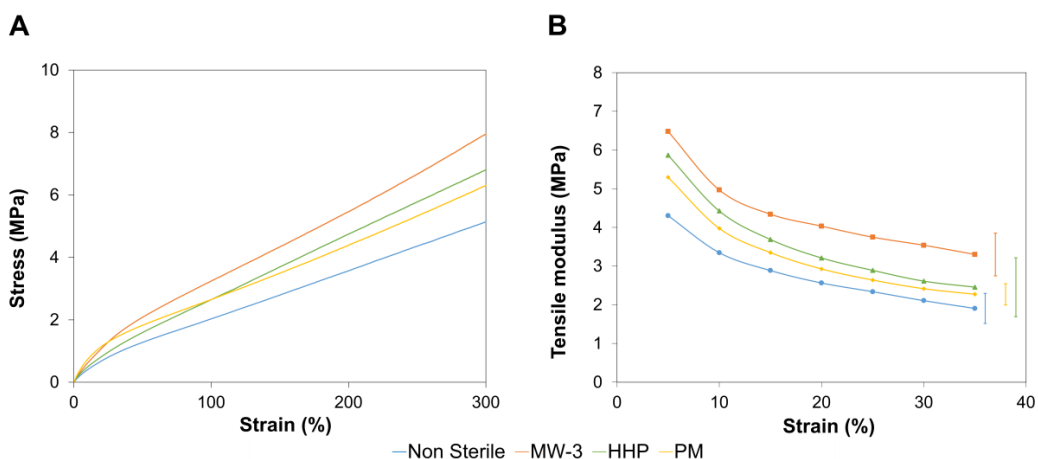 A
B
10
8
6
4
2
0
Stress (MPa)
0
100
200
300
Strain (%)
8
7
6
5
4
3
2
1
0
Tensile modulus (MPa)
0
10
20
30
40
Strain (%)
Non Sterile
MW-3
HHP
PM